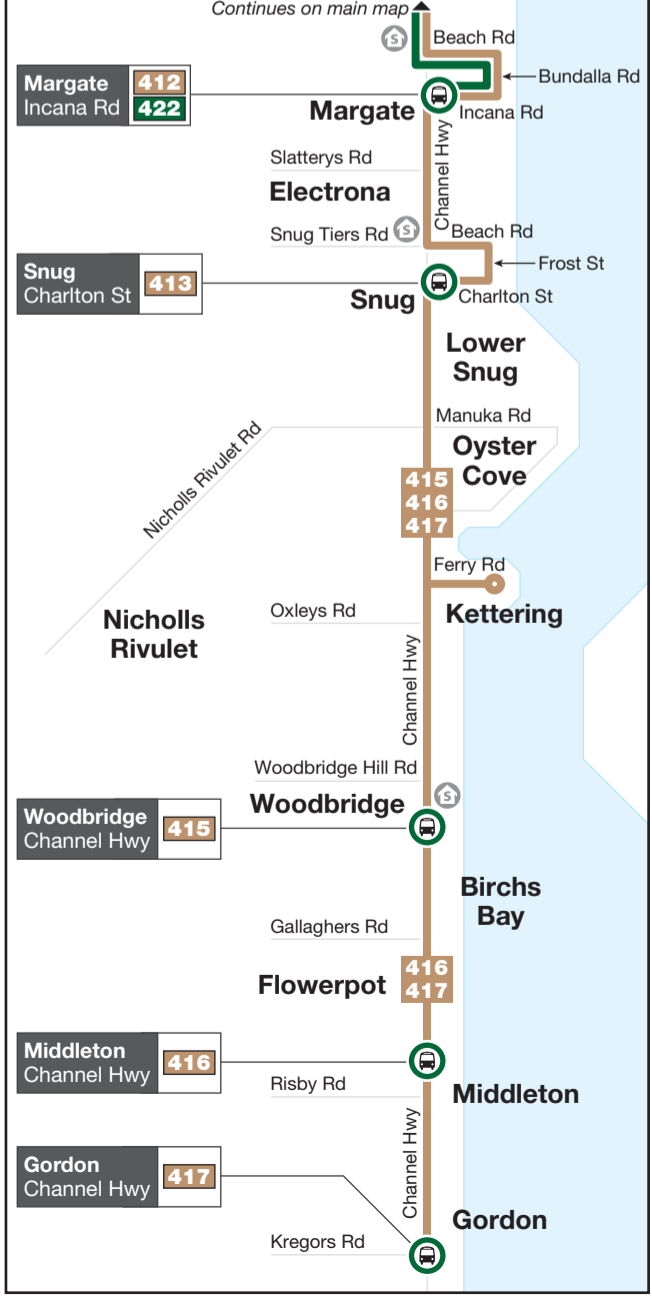 Continues on main map
S
Beach Rd
Bundalla Rd
Margate 412
Incana Rd 422
Margate
Incana Rd
Channel Hwy
Slatterys Rd
Electrona
Snug Tiers Rd
S
Beach Rd
Frost St
Snug
Charlton St
413
Snug
Charlton St
Lower
Snug
Manuka Rd
Nicholls Rivulet Rd
Oyster
Cove
415
416
417
Ferry Rd
Kettering
Oxleys Rd
Nicholls
Rivulet
Channel Hwy
Woodbridge Hill Rd
S
Woodbridge
Woodbridge
Channel Hwy
415
Birchs
Bay
Gallaghers Rd
Flowerpot
416
417
Middleton
Channel Hwy
416
Risby Rd
Middleton
Channel Hwy
Gordon
Channel Hwy
417
Gordon
Kregors Rd